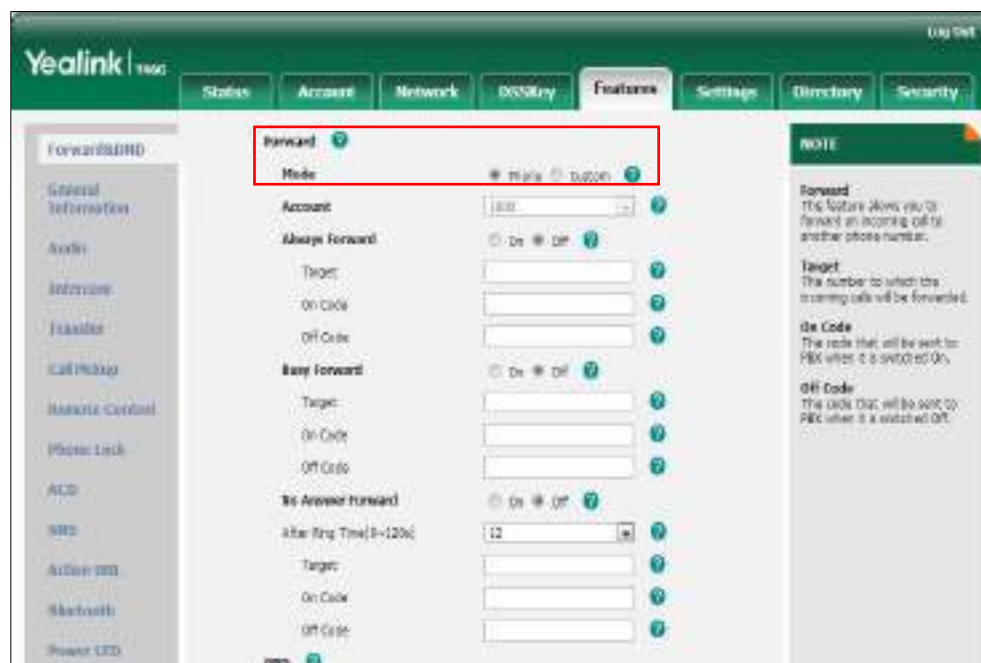 Log Out
Yealink
Status Account Network DSSKey Features Settings Directory Security
Forward&DND
General Information
Audio
Intercom
Transfer
Call Pickup
Remote Control
Phone Lock
ACD
SMS
Action URL
Bluetooth
Power LED
Forward
Mode Custom
Account
Always Forward On Off
Target
On Code
Off Code
Busy Forward On Off
Target
On Code
Off Code
No Answer Forward On Off
After Ring Time(0~120s) 12
Target
On Code
Off Code
DND
NOTE
Forward
The feature allows you to
forward an incoming call to
another phone number.
Target
The number to which the
incoming calls will be forwarded.
On Code
The code that will be sent to
PBX when it is switched On.
Off Code
The code that will be sent to
PBX when it is switched Off.